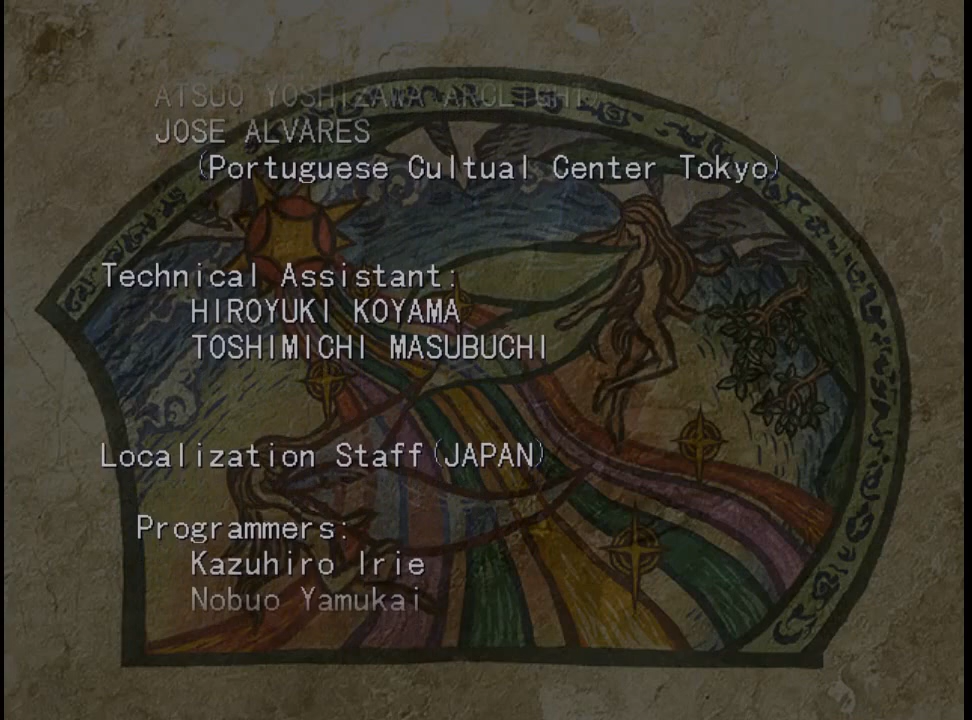 ATSUO YOSHIZAWA ARCLIGHT
JOSE ALVARES
(Portuguese Cultual Center Tokyo)
Technical Assistant:
HIROYUKI KOYAMA
TOSHIMICHI MASUBUCHI
Localization Staff(JAPAN)
Programmers:
Kazuhiro Irie
Nobuo Yamukai